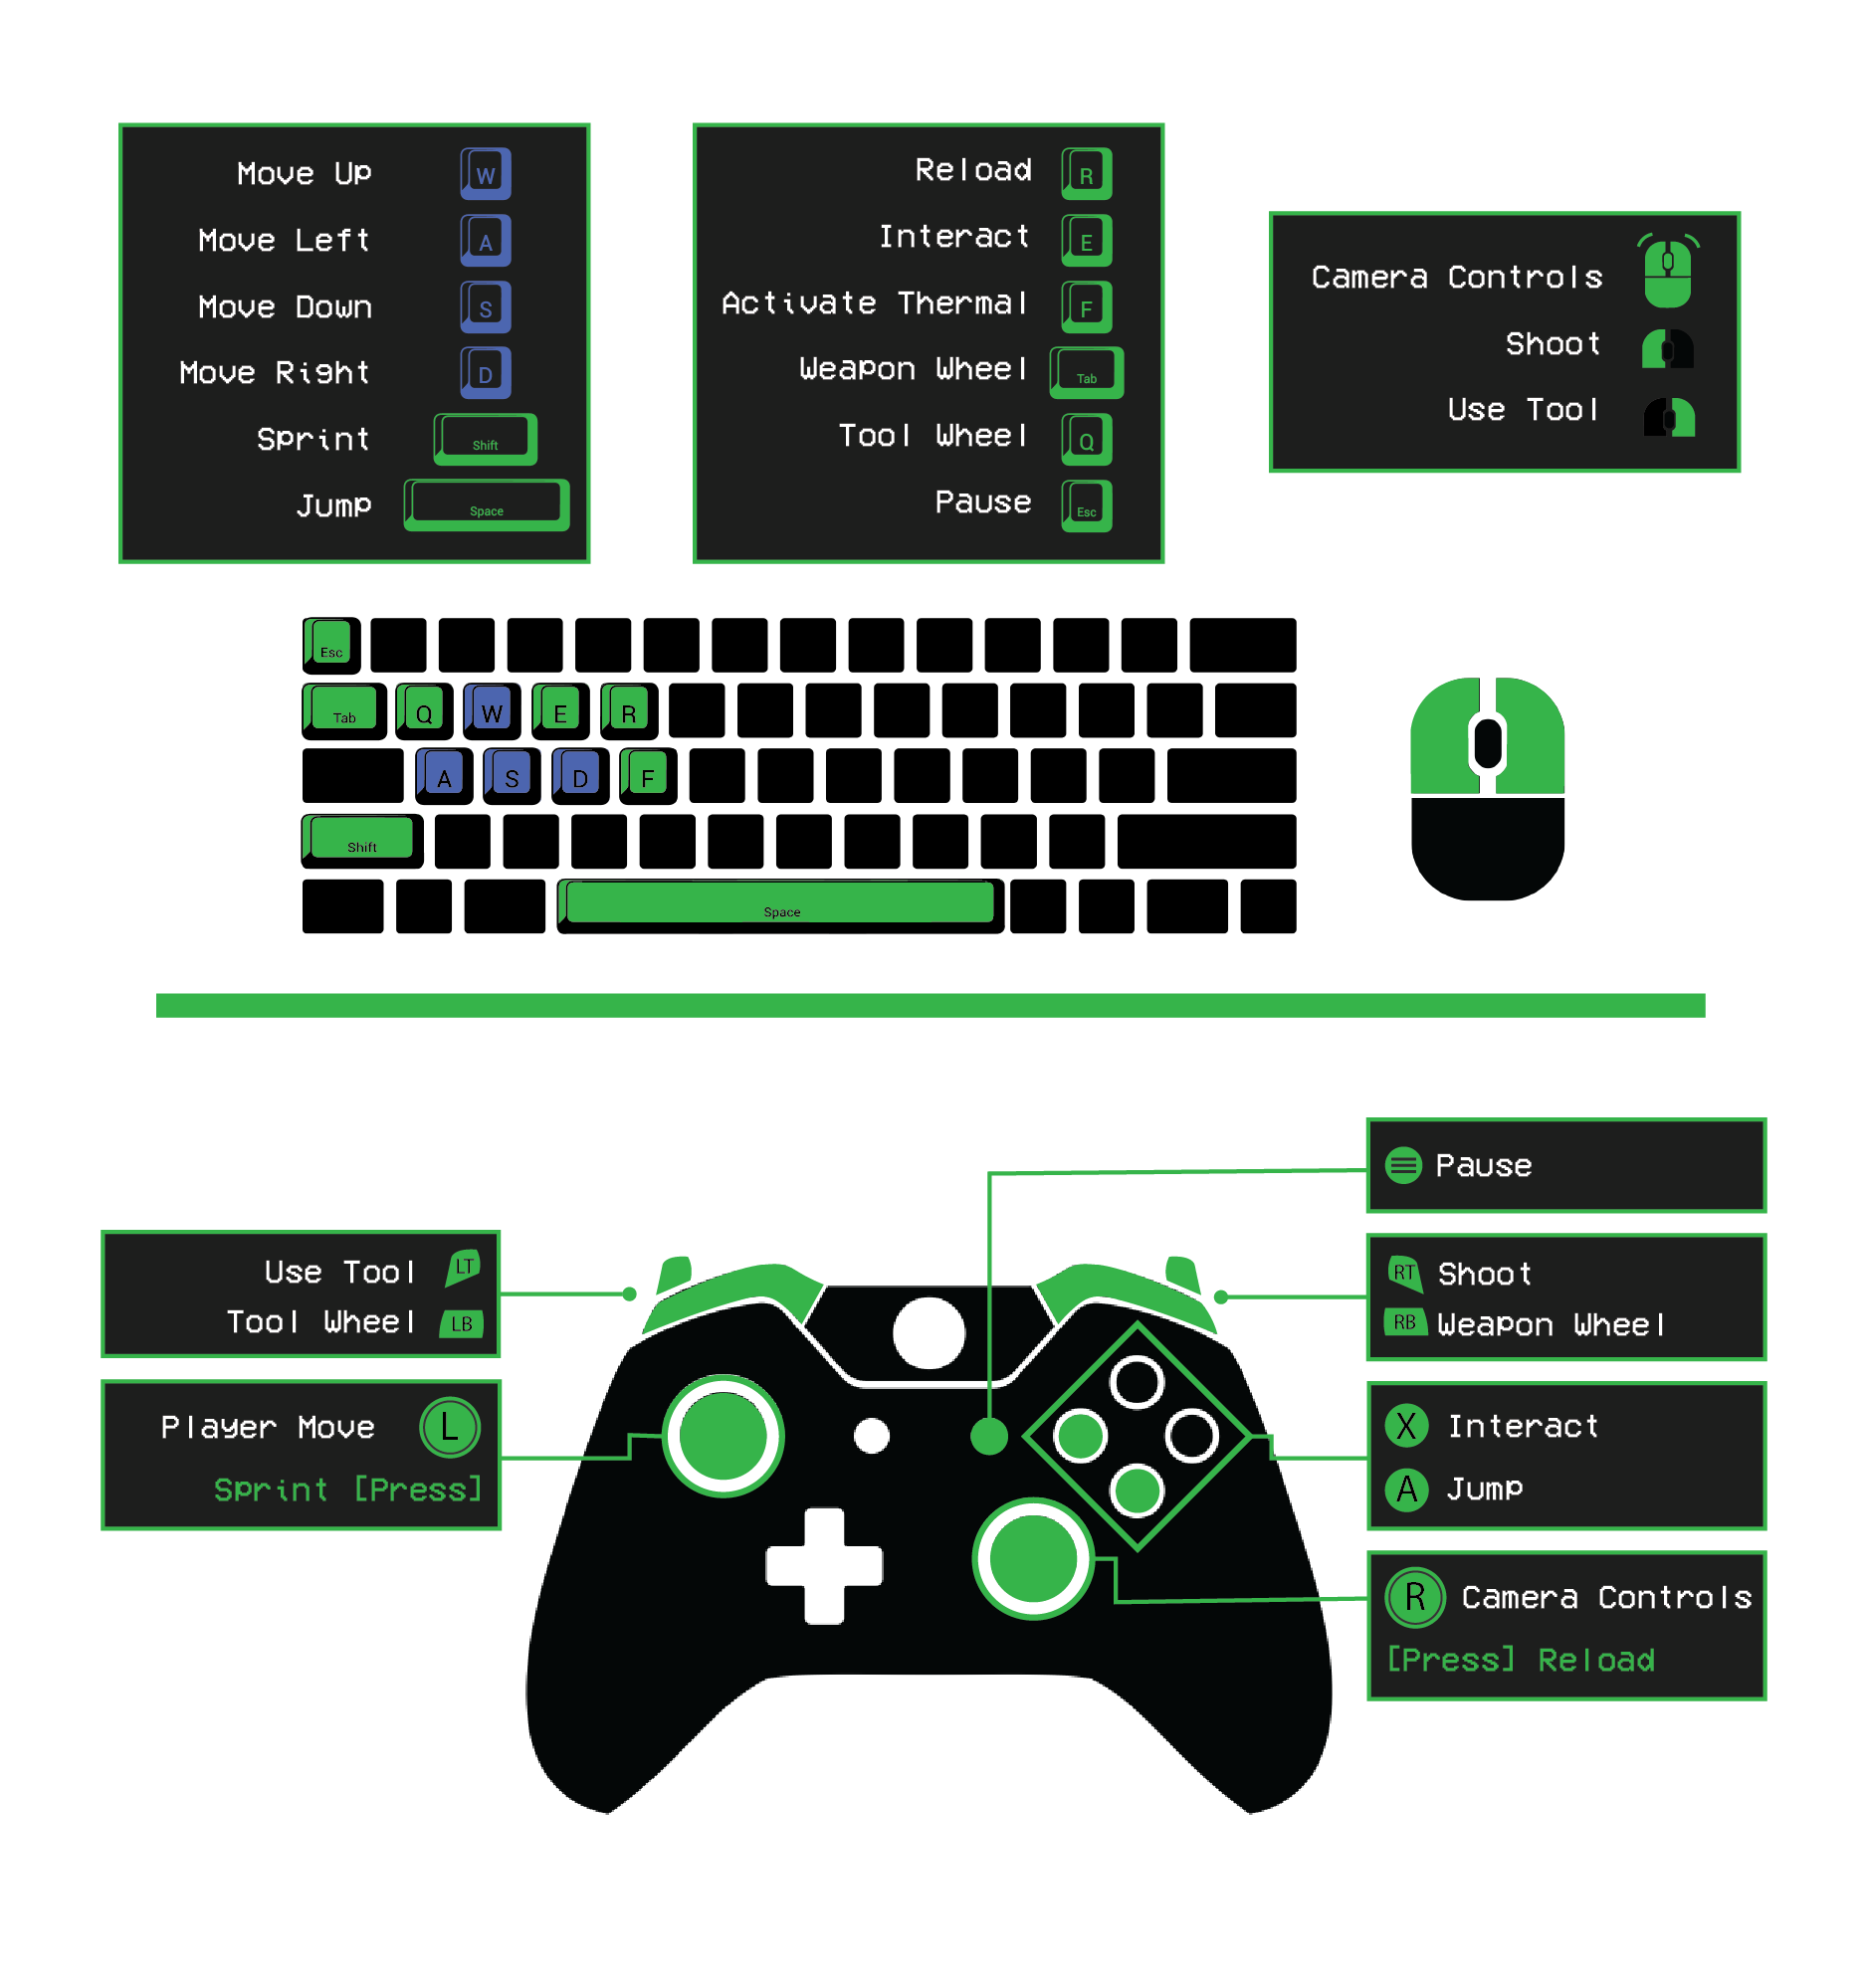 Move Up W
Move Left A
Move Down S
Move Right D
Sprint Shift
Jump Space
Reload R
Interact E
Activate Thermal F
Weapon Wheel Tab
Tool Wheel Q
Pause Esc
Camera Controls
Shoot
Use Tool
Esc
Tab Q W E R
A S D F
Shift
Space
Pause
Use Tool LT
Tool Wheel LB
RT Shoot
RB Weapon Wheel
Player Move L
Sprint [Press]
X Interact
A Jump
R Camera Controls
[Press] Reload